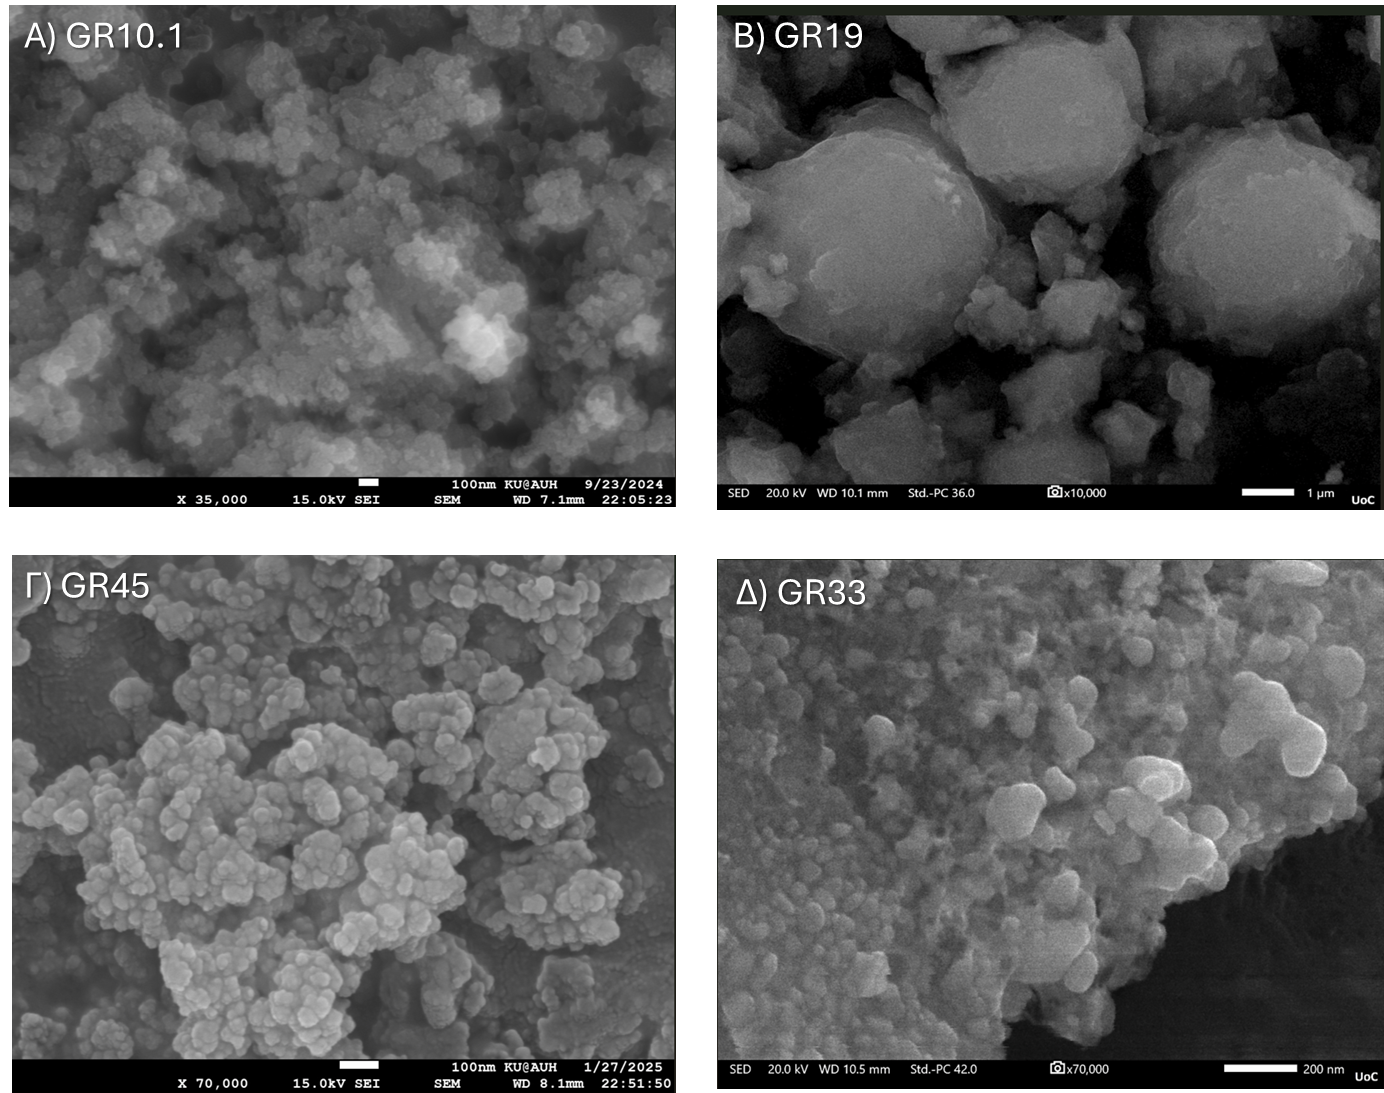 A) GR10.1
100nm KU@AUH 9/23/2024
X 35,000 15.0kV SEI SEM WD 7.1mm 22:05:23
B) GR19
SED 20.0 kV WD 10.1 mm Std.-PC 36.0 x10,000 1 µm UoC
Γ) GR45
100nm KU@AUH 1/27/2025
X 70,000 15.0kV SEI SEM WD 8.1mm 22:51:50
Δ) GR33
SED 20.0 kV WD 10.5 mm Std.-PC 42.0 x70,000 200 nm UoC